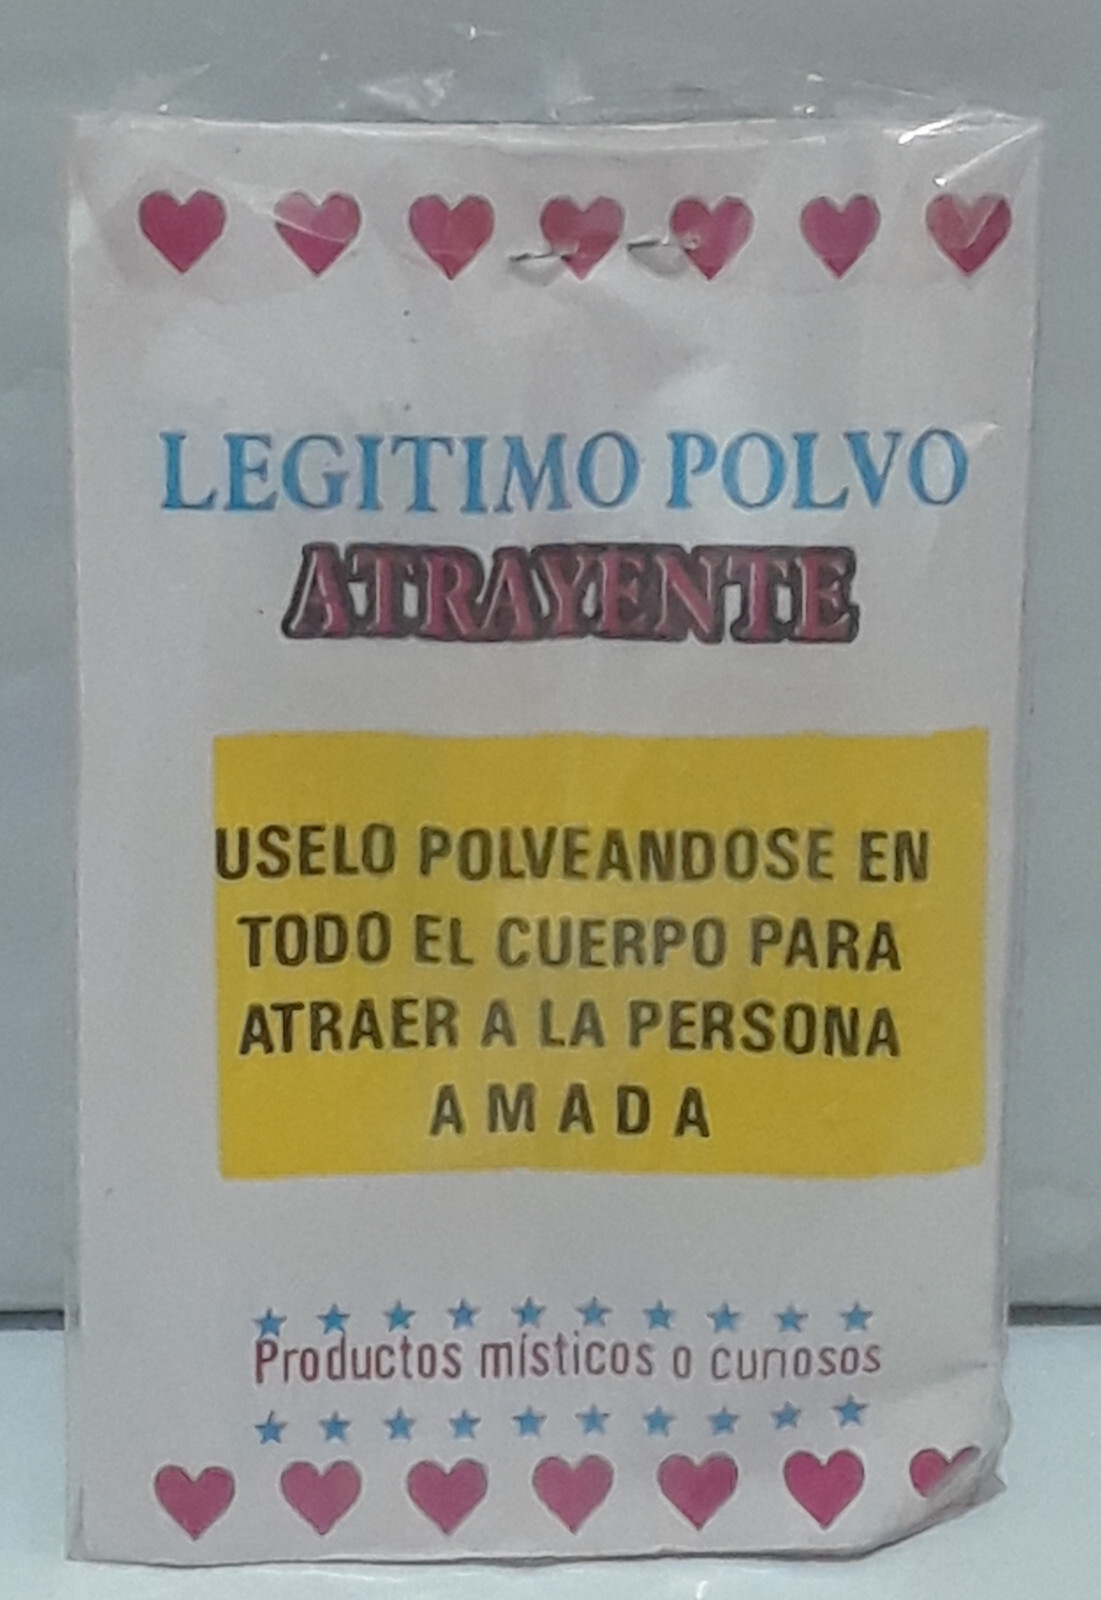 LEGITIMO POLVO
ATRAYENTE
USELO POLVEANDOSE EN
TODO EL CUERPO PARA
ATRAER A LA PERSONA
AMADA
Productos místicos o curiosos